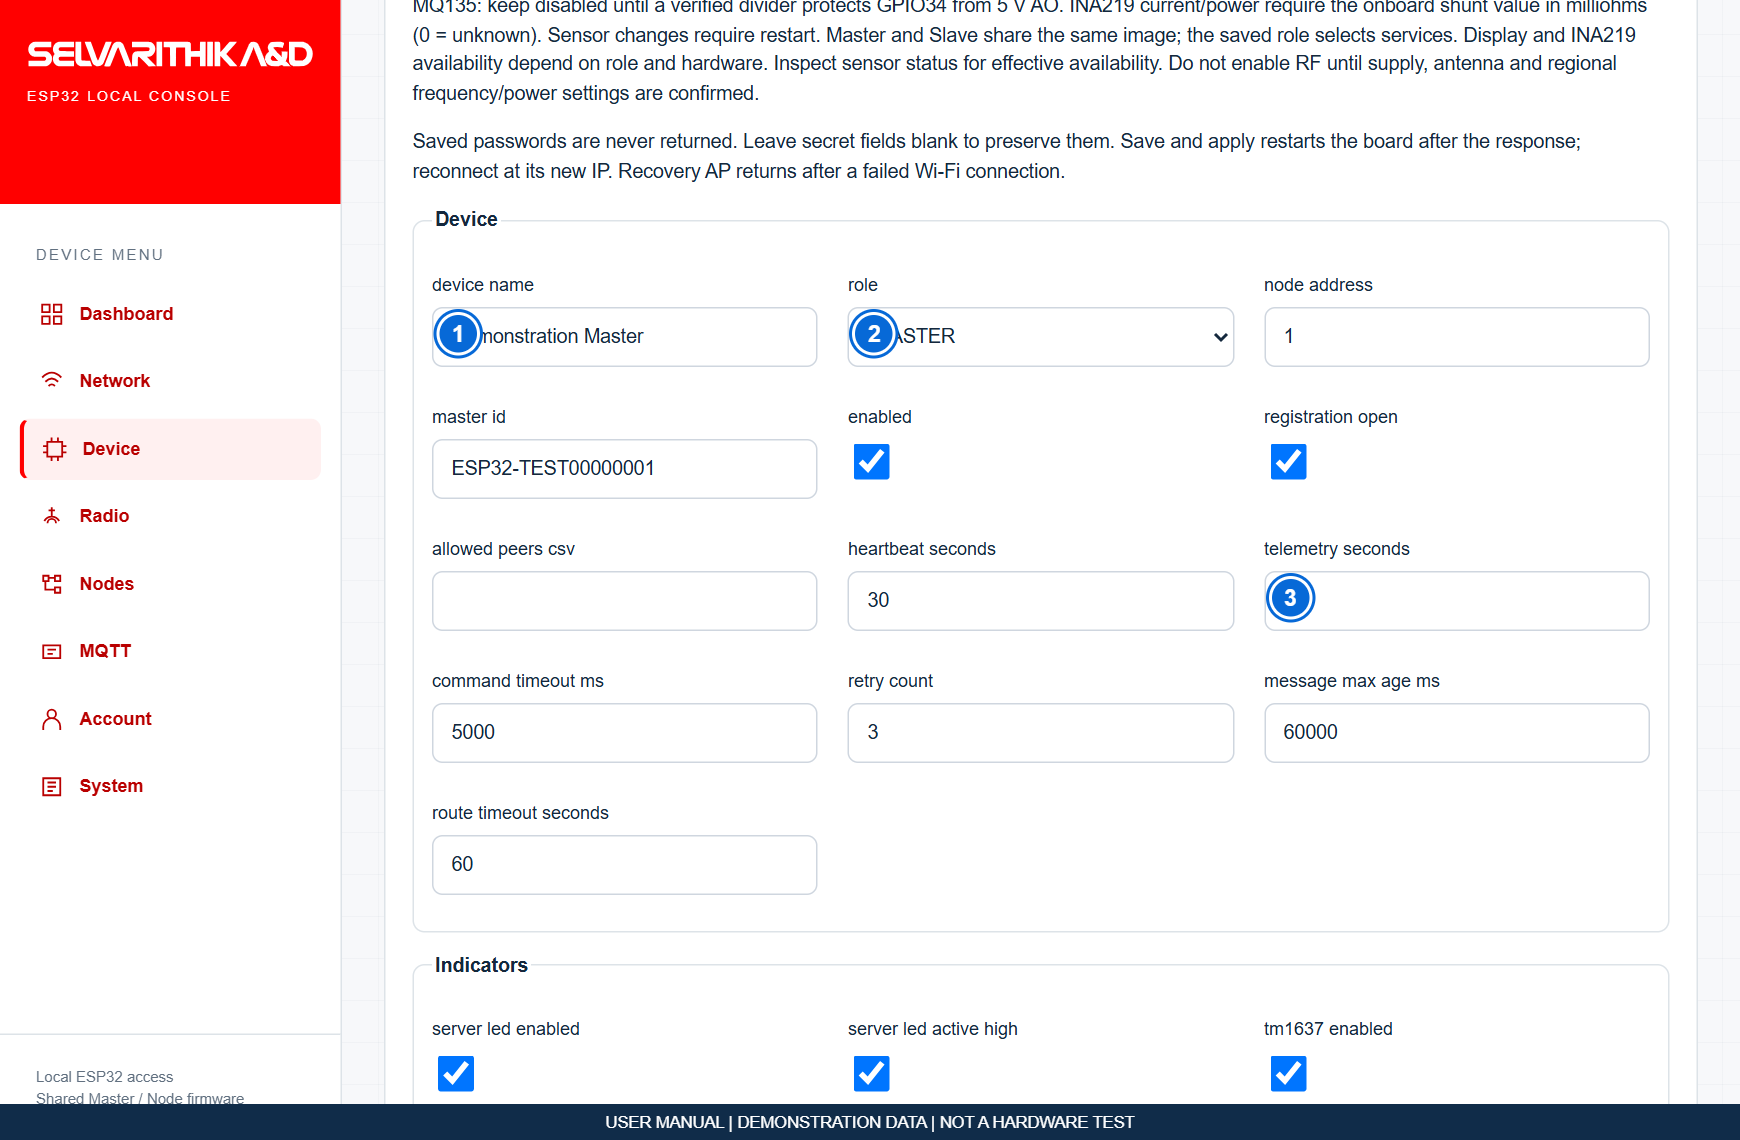 SELVARITHIK A&D
ESP32 LOCAL CONSOLE
DEVICE MENU
Dashboard
Network
Device
Radio
Nodes
MQTT
Account
System
Local ESP32 access
Shared Master / Node firmware
MQ135: keep disabled until a verified divider protects GPIO34 from 5 V AO. INA219 current/power require the onboard shunt value in milliohms
(0 = unknown). Sensor changes require restart. Master and Slave share the same image; the saved role selects services. Display and INA219
availability depend on role and hardware. Inspect sensor status for effective availability. Do not enable RF until supply, antenna and regional
frequency/power settings are confirmed.
Saved passwords are never returned. Leave secret fields blank to preserve them. Save and apply restarts the board after the response;
reconnect at its new IP. Recovery AP returns after a failed Wi-Fi connection.
Device
device name
role
node address
1 monstration Master
2 ASTER
1
master id
enabled
registration open
ESP32-TEST00000001
allowed peers csv
heartbeat seconds
telemetry seconds
30
3
command timeout ms
retry count
message max age ms
5000
3
60000
route timeout seconds
60
Indicators
server led enabled
server led active high
tm1637 enabled
USER MANUAL | DEMONSTRATION DATA | NOT A HARDWARE TEST